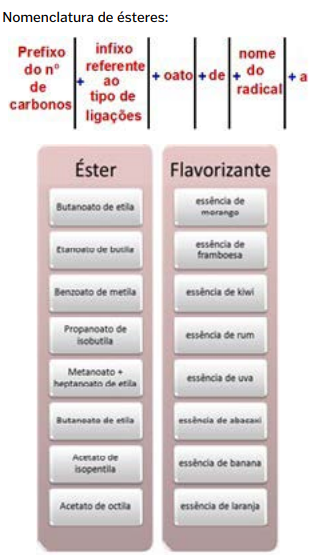 Nomenclatura de ésteres:
Prefixo do nº de carbonos + infixo referente ao tipo de ligações + oato + de + nome do radical + a
Éster Flavorizante
Butanoato de etila essência de morango
Etanoato de butila essência de framboesa
Benzoato de metila essência de kiwi
Propanoato de isobutila essência de rum
Metanoato + heptanoato de etila essência de uva
Butanoato de etila essência de abacaxi
Acetato de isopentila essência de banana
Acetato de octila essência de laranja